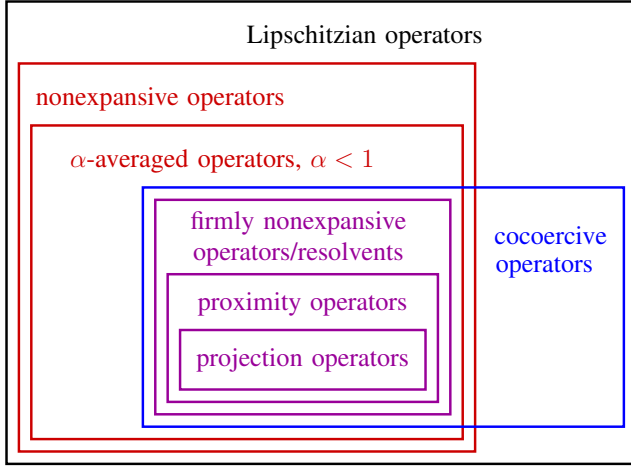 Lipschitzian operators
nonexpansive operators
α-averaged operators, α < 1
firmly nonexpansive
operators/resolvents
cocoercive
operators
proximity operators
projection operators